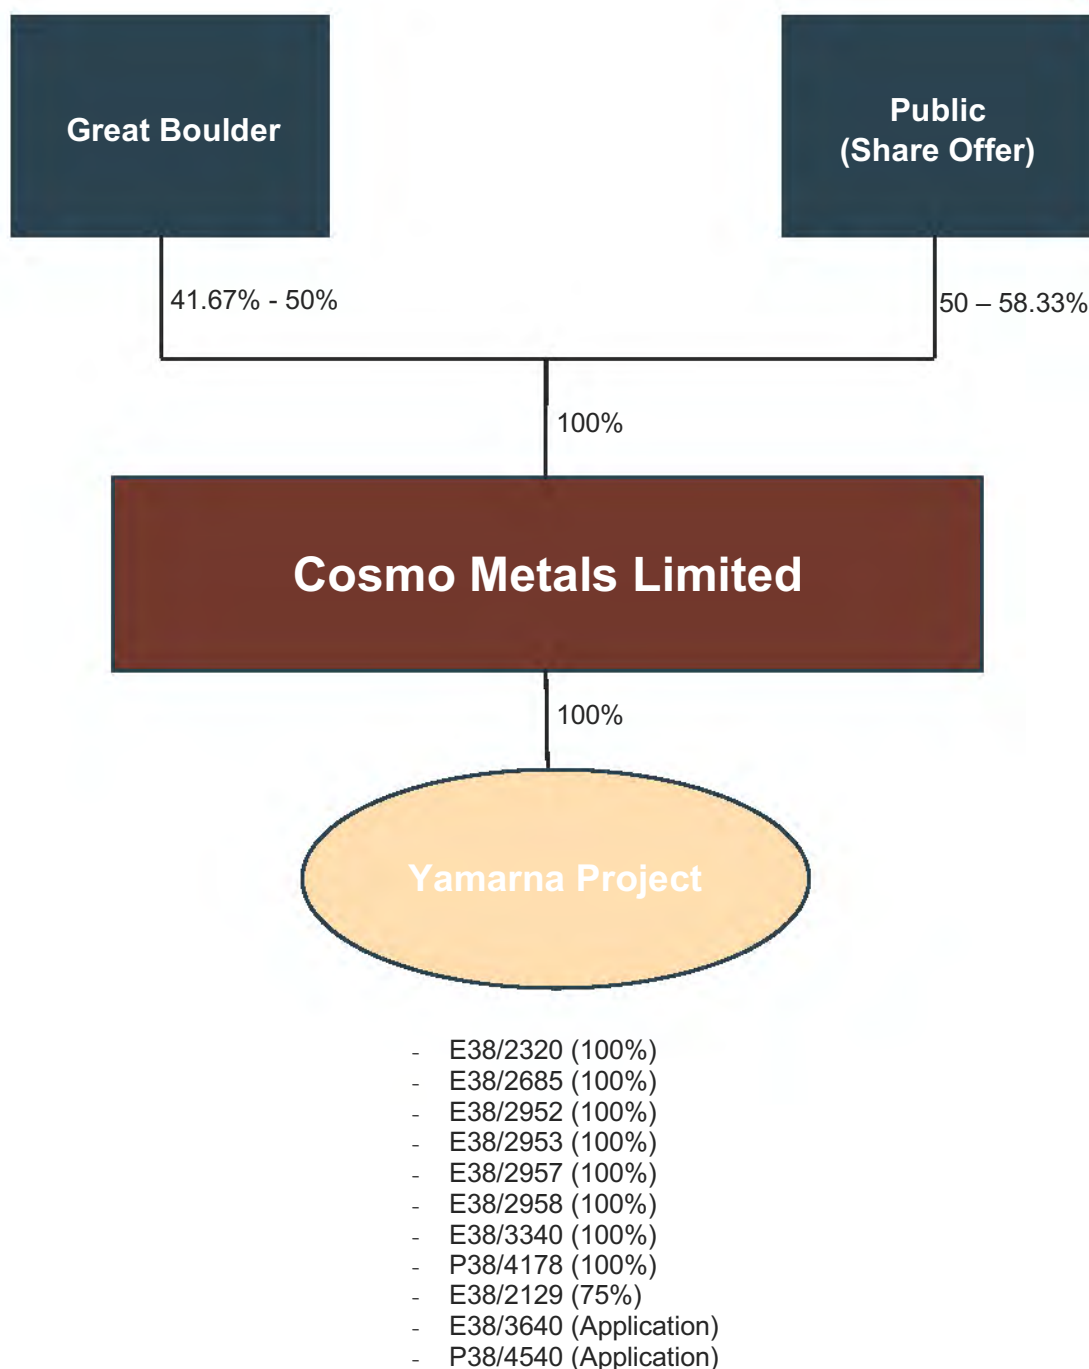 Great Boulder
Public
(Share Offer)
41.67% - 50%
50 – 58.33%
100%
Cosmo Metals Limited
100%
Yamarna Project
- E38/2320 (100%)
- E38/2685 (100%)
- E38/2952 (100%)
- E38/2953 (100%)
- E38/2957 (100%)
- E38/2958 (100%)
- E38/3340 (100%)
- P38/4178 (100%)
- E38/2129 (75%)
- E38/3640 (Application)
- P38/4540 (Application)